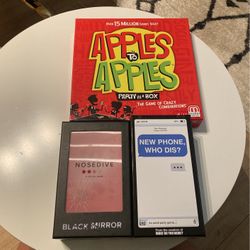 OVER 15 MILLION GAMES SOLD!
APPLES
TO
APPLES
PARTY IN A BOX
THE GAME OF CRAZY
COMBINATIONS!
MATTEL
NOSEDIVE
BLACK MIRROR
NEW PHONE,
WHO DIS?